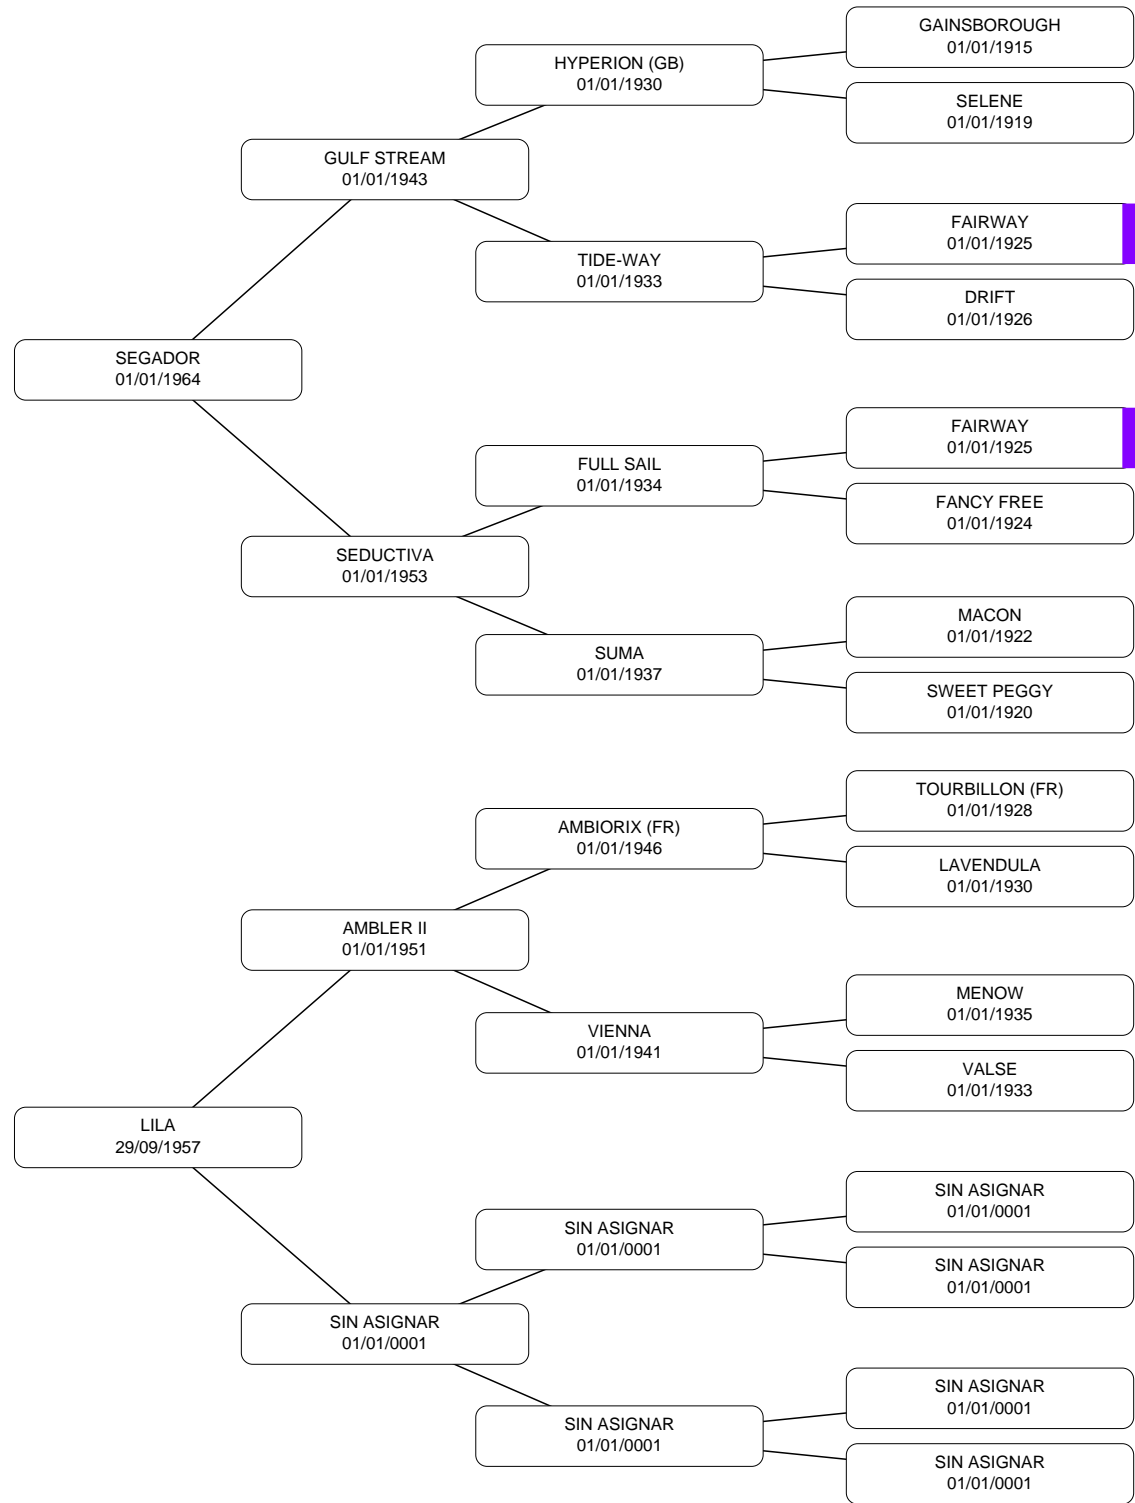 GAINSBOROUGH
01/01/1915
HYPERION (GB)
01/01/1930
SELENE
01/01/1919
GULF STREAM
01/01/1943
FAIRWAY
01/01/1925
TIDE-WAY
01/01/1933
DRIFT
01/01/1926
SEGADOR
01/01/1964
FAIRWAY
01/01/1925
FULL SAIL
01/01/1934
FANCY FREE
01/01/1924
SEDUCTIVA
01/01/1953
MACON
01/01/1922
SUMA
01/01/1937
SWEET PEGGY
01/01/1920
TOURBILLON (FR)
01/01/1928
AMBIORIX (FR)
01/01/1946
LAVENDULA
01/01/1930
AMBLER II
01/01/1951
MENOW
01/01/1935
VIENNA
01/01/1941
VALSE
01/01/1933
LILA
29/09/1957
SIN ASIGNAR
01/01/0001
SIN ASIGNAR
01/01/0001
SIN ASIGNAR
01/01/0001
SIN ASIGNAR
01/01/0001
SIN ASIGNAR
01/01/0001
SIN ASIGNAR
01/01/0001
SIN ASIGNAR
01/01/0001